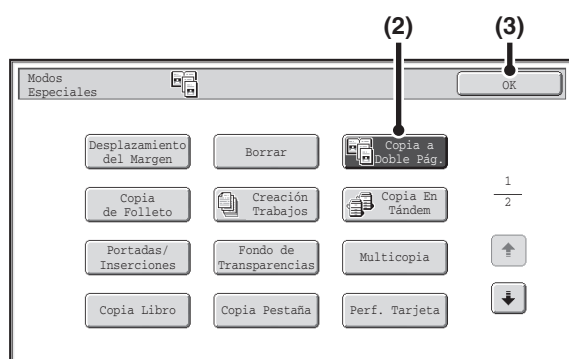 (2)
(3)
Modos
Especiales
OK
Desplazamiento
del Margen
Borrar
Copia a
Doble Pág.
Copia
de Folleto
Creación
Trabajos
Copia En
Tándem
1
2
Portadas/
Inserciones
Fondo de
Transparencias
Multicopia
Copia Libro
Copia Pestaña
Perf. Tarjeta